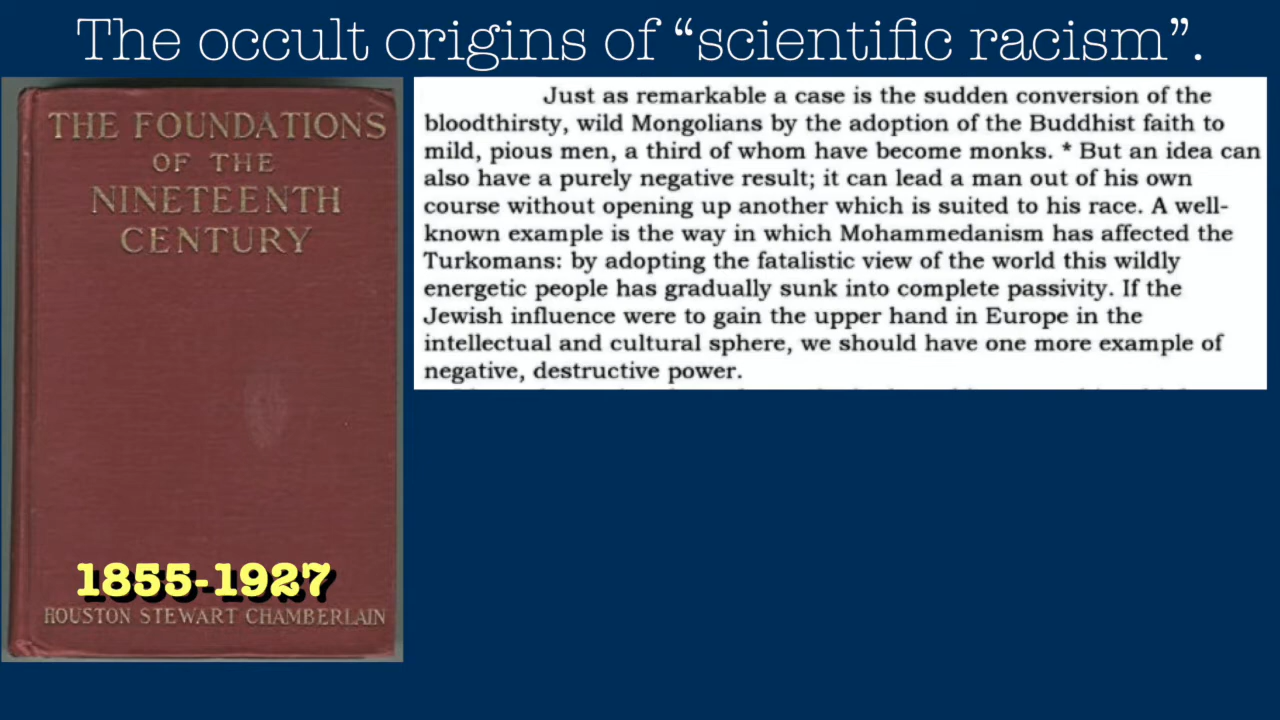 The occult origins of “scientific racism”.
THE FOUNDATIONS
OF THE
NINETEENTH
CENTURY
1855-1927
HOUSTON STEWART CHAMBERLAIN
Just as remarkable a case is the sudden conversion of the
bloodthirsty, wild Mongolians by the adoption of the Buddhist faith to
mild, pious men, a third of whom have become monks. * But an idea can
also have a purely negative result; it can lead a man out of his own
course without opening up another which is suited to his race. A well-
known example is the way in which Mohammedanism has affected the
Turkomans: by adopting the fatalistic view of the world this wildly
energetic people has gradually sunk into complete passivity. If the
Jewish influence were to gain the upper hand in Europe in the
intellectual and cultural sphere, we should have one more example of
negative, destructive power.